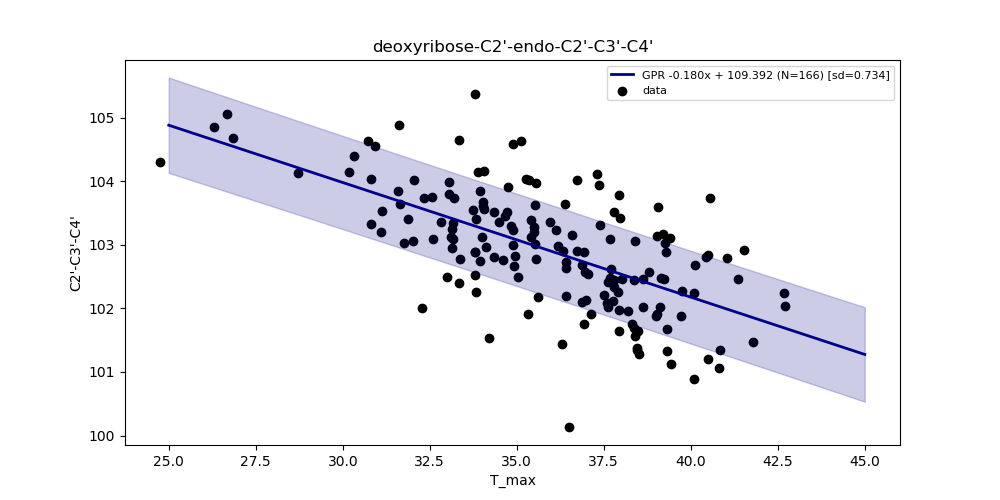 deoxyribose-C2'-endo-C2'-C3'-C4'
GPR -0.180x + 109.392 (N=166) [sd=0.734]
data
C2'-C3'-C4'
105
104
103
102
101
100
25.0 27.5 30.0 32.5 35.0 37.5 40.0 42.5 45.0
T_max